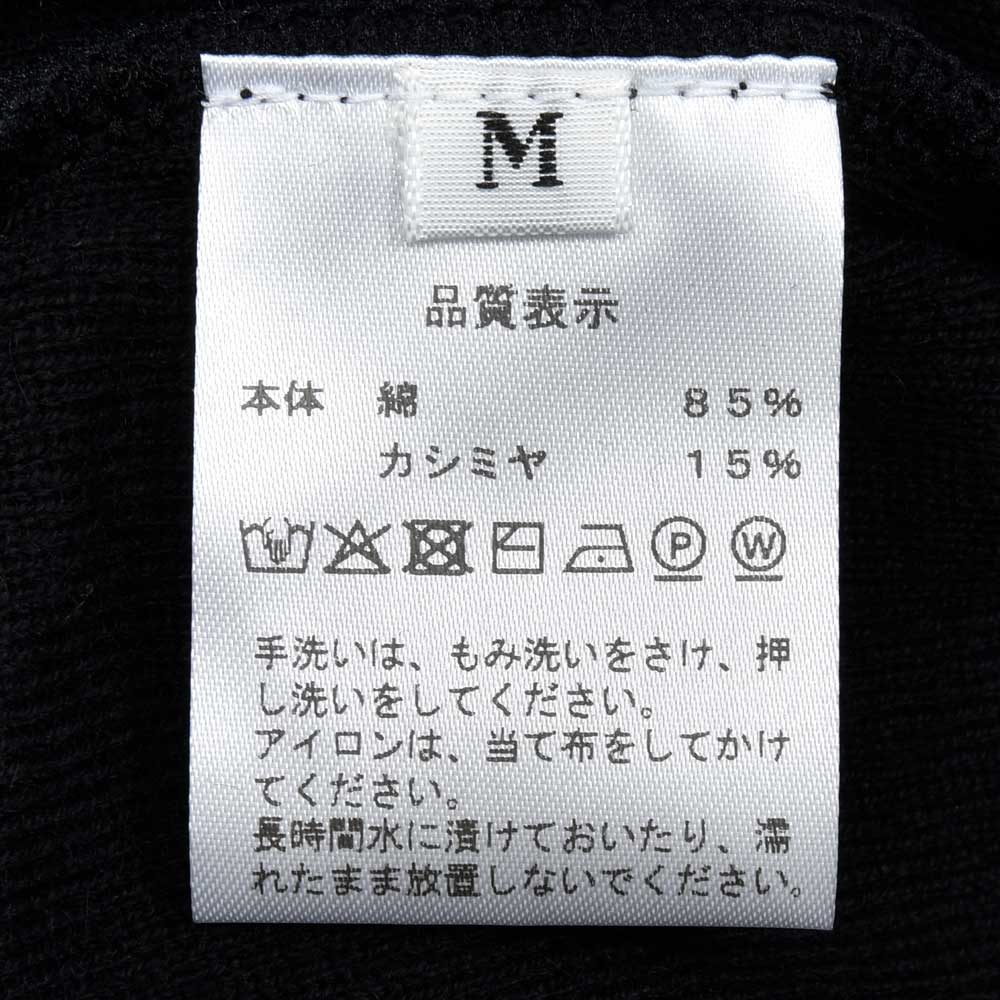 M
品質表示
本体 綿 85%
カシミヤ 15%
P W
手洗いは、もみ洗いをさけ、押
し洗いをしてください。
アイロンは、当て布をしてかけ
てください。
長時間水に漬けておいたり、濡
れたまま放置しないでください。